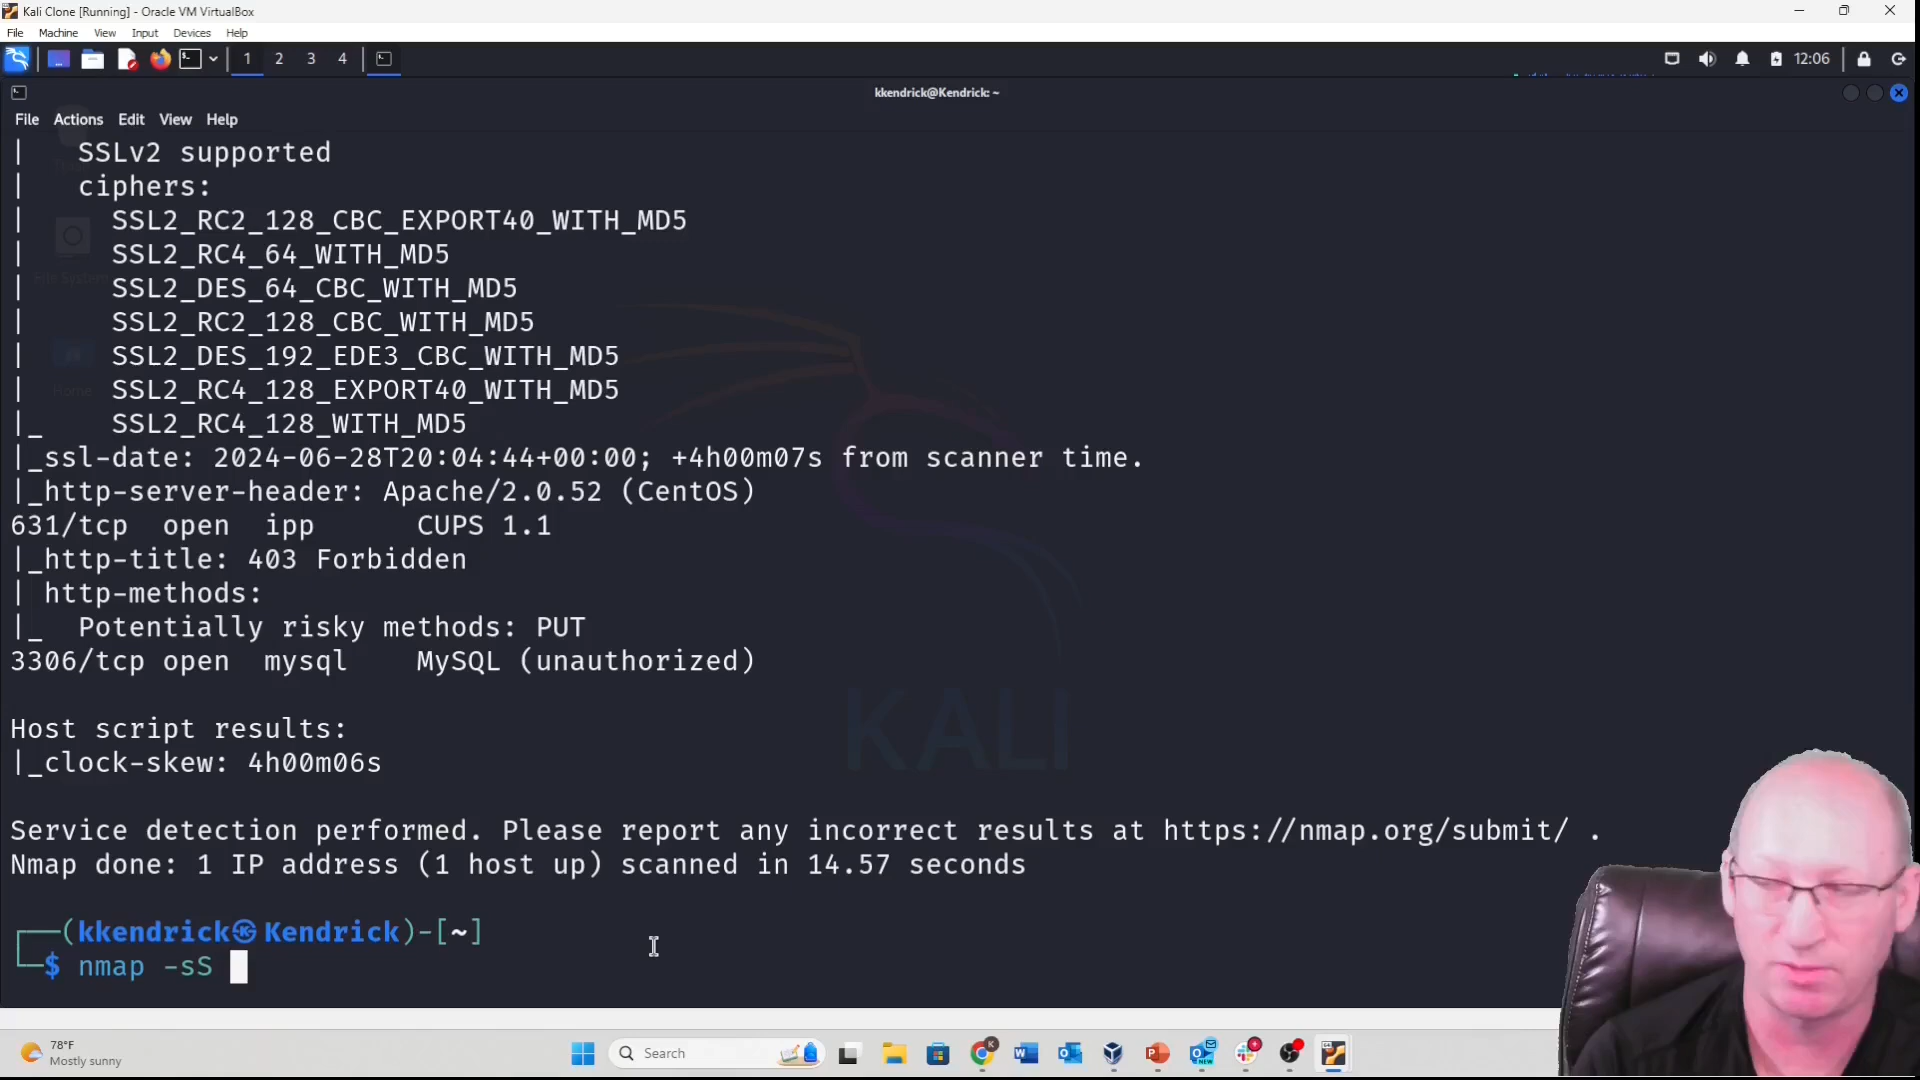 Kali Clone [Running] - Oracle VM VirtualBox
File Machine View Input Devices Help
1 2 3 4
12:06
kkendrick@Kendrick: ~
File Actions Edit View Help
| SSLv2 supported
| ciphers:
| SSL2_RC2_128_CBC_EXPORT40_WITH_MD5
| SSL2_RC4_64_WITH_MD5
| SSL2_DES_64_CBC_WITH_MD5
| SSL2_RC2_128_CBC_WITH_MD5
| SSL2_DES_192_EDE3_CBC_WITH_MD5
| SSL2_RC4_128_EXPORT40_WITH_MD5
|_ SSL2_RC4_128_WITH_MD5
|_ssl-date: 2024-06-28T20:04:44+00:00; +4h00m07s from scanner time.
|_http-server-header: Apache/2.0.52 (CentOS)
631/tcp open ipp CUPS 1.1
|_http-title: 403 Forbidden
| http-methods:
|_ Potentially risky methods: PUT
3306/tcp open mysql MySQL (unauthorized)
Host script results:
|_clock-skew: 4h00m06s
Service detection performed. Please report any incorrect results at https://nmap.org/submit/ .
Nmap done: 1 IP address (1 host up) scanned in 14.57 seconds
┌──(kkendrick㉿Kendrick)-[~]
└─$ nmap -sS
File System
Home
KALI
78°F
Mostly sunny
Search